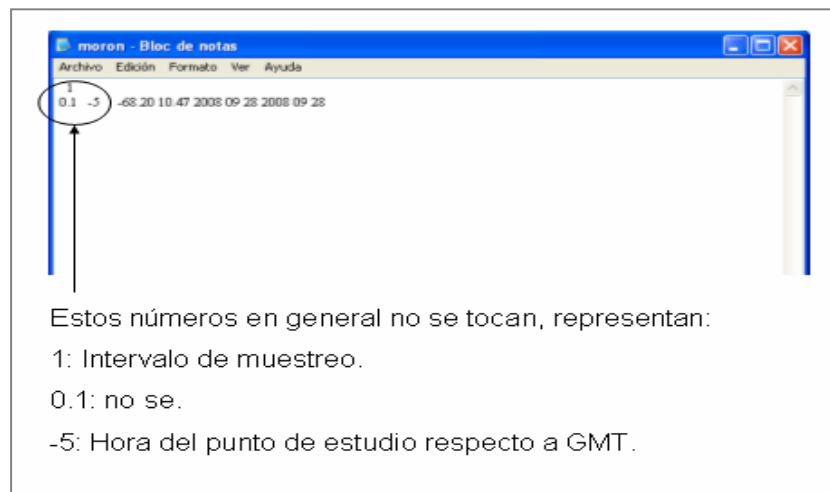 moron - Bloc de notas
Archivo Edición Formato Ver Ayuda
1
0.1 -5 -68.20 10.47 2008 09 28 2008 09 28
Estos números en general no se tocan, representan:
1: Intervalo de muestreo.
0.1: no se.
-5: Hora del punto de estudio respecto a GMT.